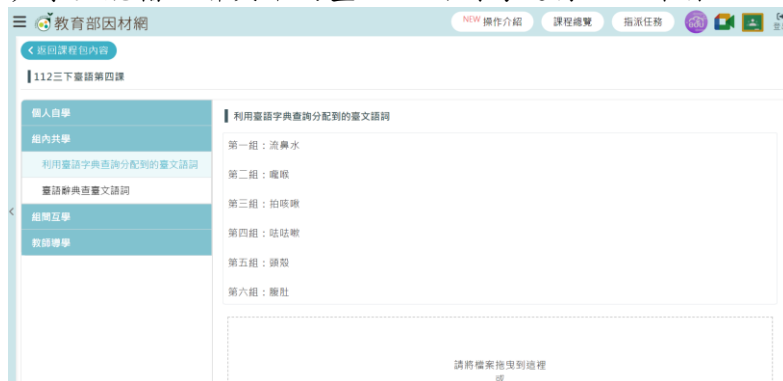 教育部因材網
NEW 操作介紹
課程總覽
指派任務
返回課程包內容
112三下臺語第四課
個人自學
組內共學
利用臺語字典查詢分配到的臺文語詞
臺語辭典查臺文語詞
組間互學
教師導學
利用臺語字典查詢分配到的臺文語詞
第一組：流鼻水
第二組：嚨喉
第三組：拍咳啾
第四組：呿呿嗽
第五組：頭殼
第六組：腹肚
請將檔案拖曳到這裡
或